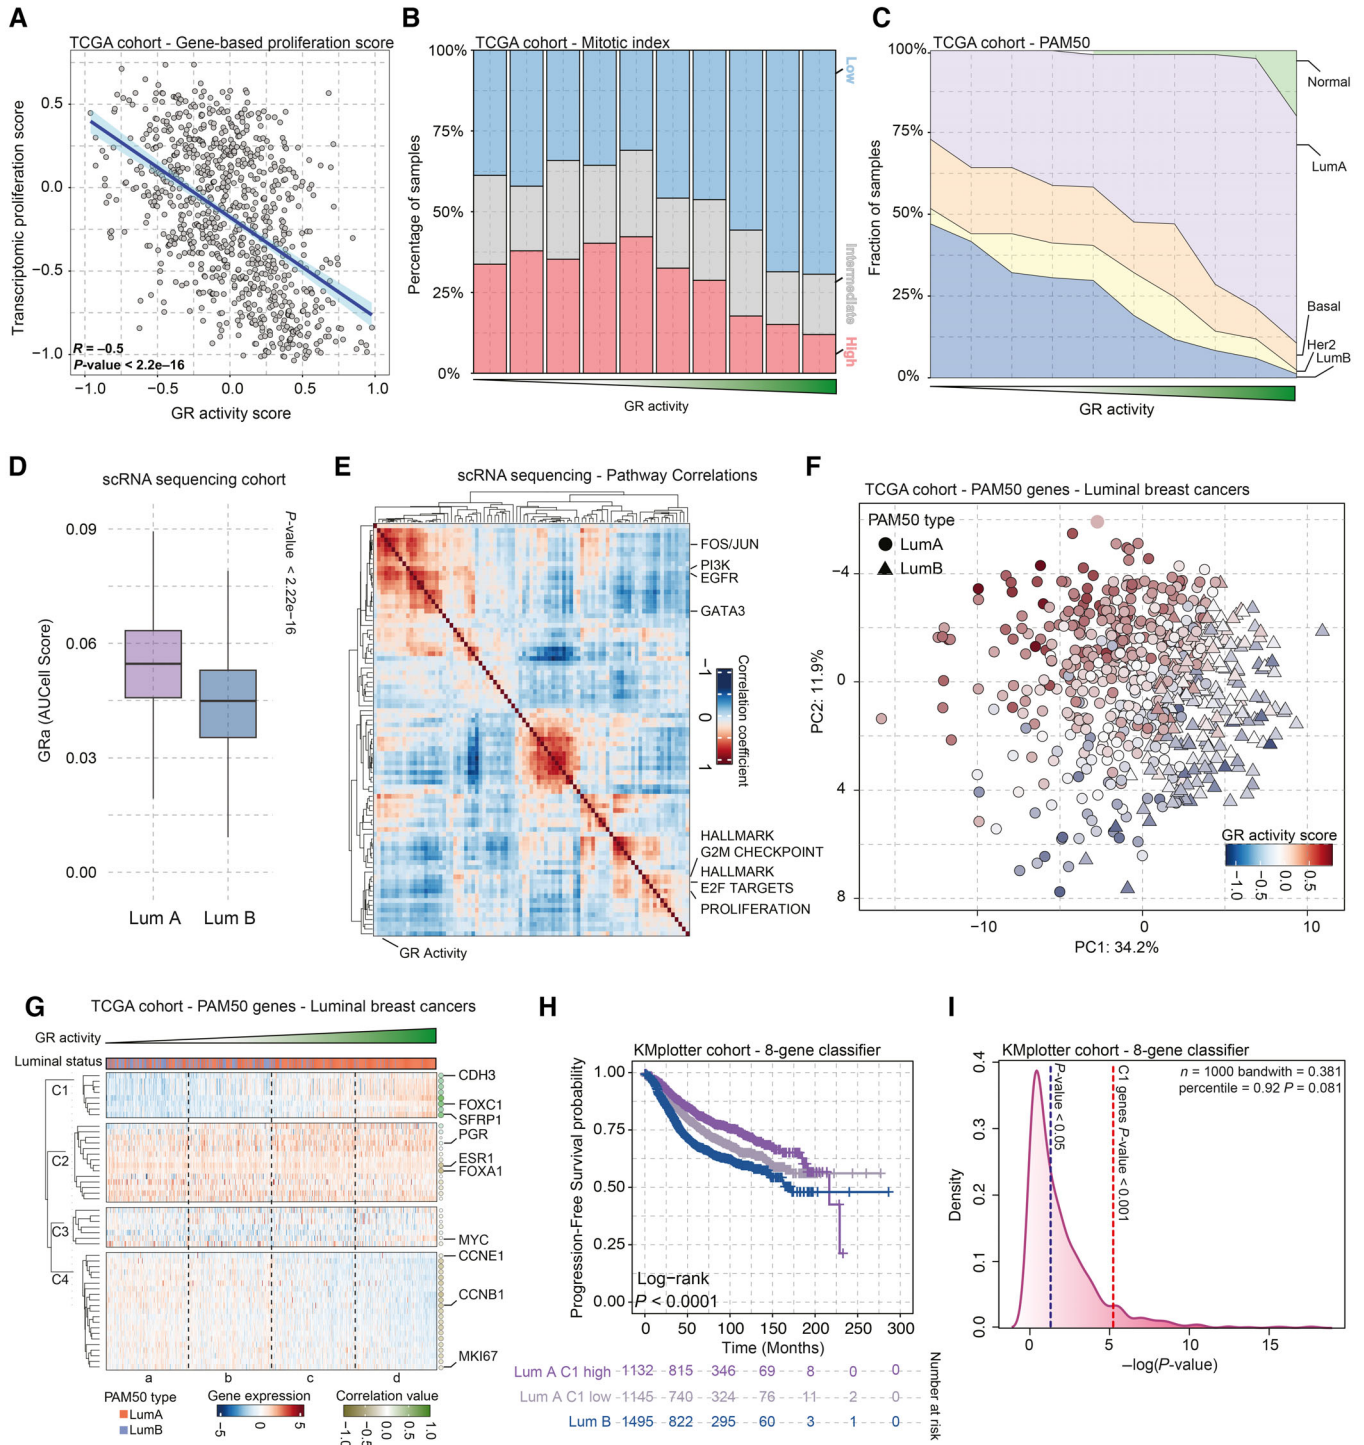 A
TCGA cohort - Gene-based proliferation score
Transcriptomic proliferation score
0.5
0.0
−0.5
−1.0
R = −0.5
P-value < 2.2e−16
−1.0
−0.5
0.0
0.5
1.0
GR activity score
B
TCGA cohort - Mitotic index
Percentage of samples
100%
75%
50%
25%
0%
Low
Intermediate
High
GR activity
C
TCGA cohort - PAM50
Fraction of samples
100%
75%
50%
25%
0%
Normal
LumA
Basal
Her2
LumB
GR activity
D
scRNA sequencing cohort
GRa (AUCell Score)
0.09
0.06
0.03
0.00
P-value < 2.22e−16
Lum A
Lum B
E
scRNA sequencing - Pathway Correlations
FOS/JUN
PI3K
EGFR
GATA3
−1
0
1
Correlation coefficient
HALLMARK
G2M CHECKPOINT
HALLMARK
E2F TARGETS
PROLIFERATION
GR Activity
F
TCGA cohort - PAM50 genes - Luminal breast cancers
PAM50 type
LumA
LumB
PC2: 11.9%
−4
0
4
8
GR activity score
−1.0
−0.5
0.0
0.5
−10
0
10
PC1: 34.2%
G
TCGA cohort - PAM50 genes - Luminal breast cancers
GR activity
Luminal status
C1
C2
C3
C4
CDH3
FOXC1
SFRP1
PGR
ESR1
FOXA1
MYC
CCNE1
CCNB1
MKI67
a
b
c
d
PAM50 type
LumA
LumB
Gene expression
−5
0
5
Correlation value
−1.0
−0.5
0.0
0.5
1.0
H
KMplotter cohort - 8-gene classifier
Progression-Free Survival probability
1.00
0.75
0.50
0.25
0.00
Log−rank
P < 0.0001
0
50
100
150
200
250
300
Time (Months)
Lum A C1 high 1132 815 346 69 8 0 0
Lum A C1 low 1145 740 324 76 11 2 0
Lum B 1495 822 295 60 3 1 0
Number at risk
I
KMplotter cohort - 8-gene classifier
n = 1000 bandwith = 0.381
percentile = 0.92 P = 0.081
P-value < 0.05
C1 genes P-value < 0.001
Density
0.4
0.3
0.2
0.1
0.0
0
5
10
15
−log(P-value)